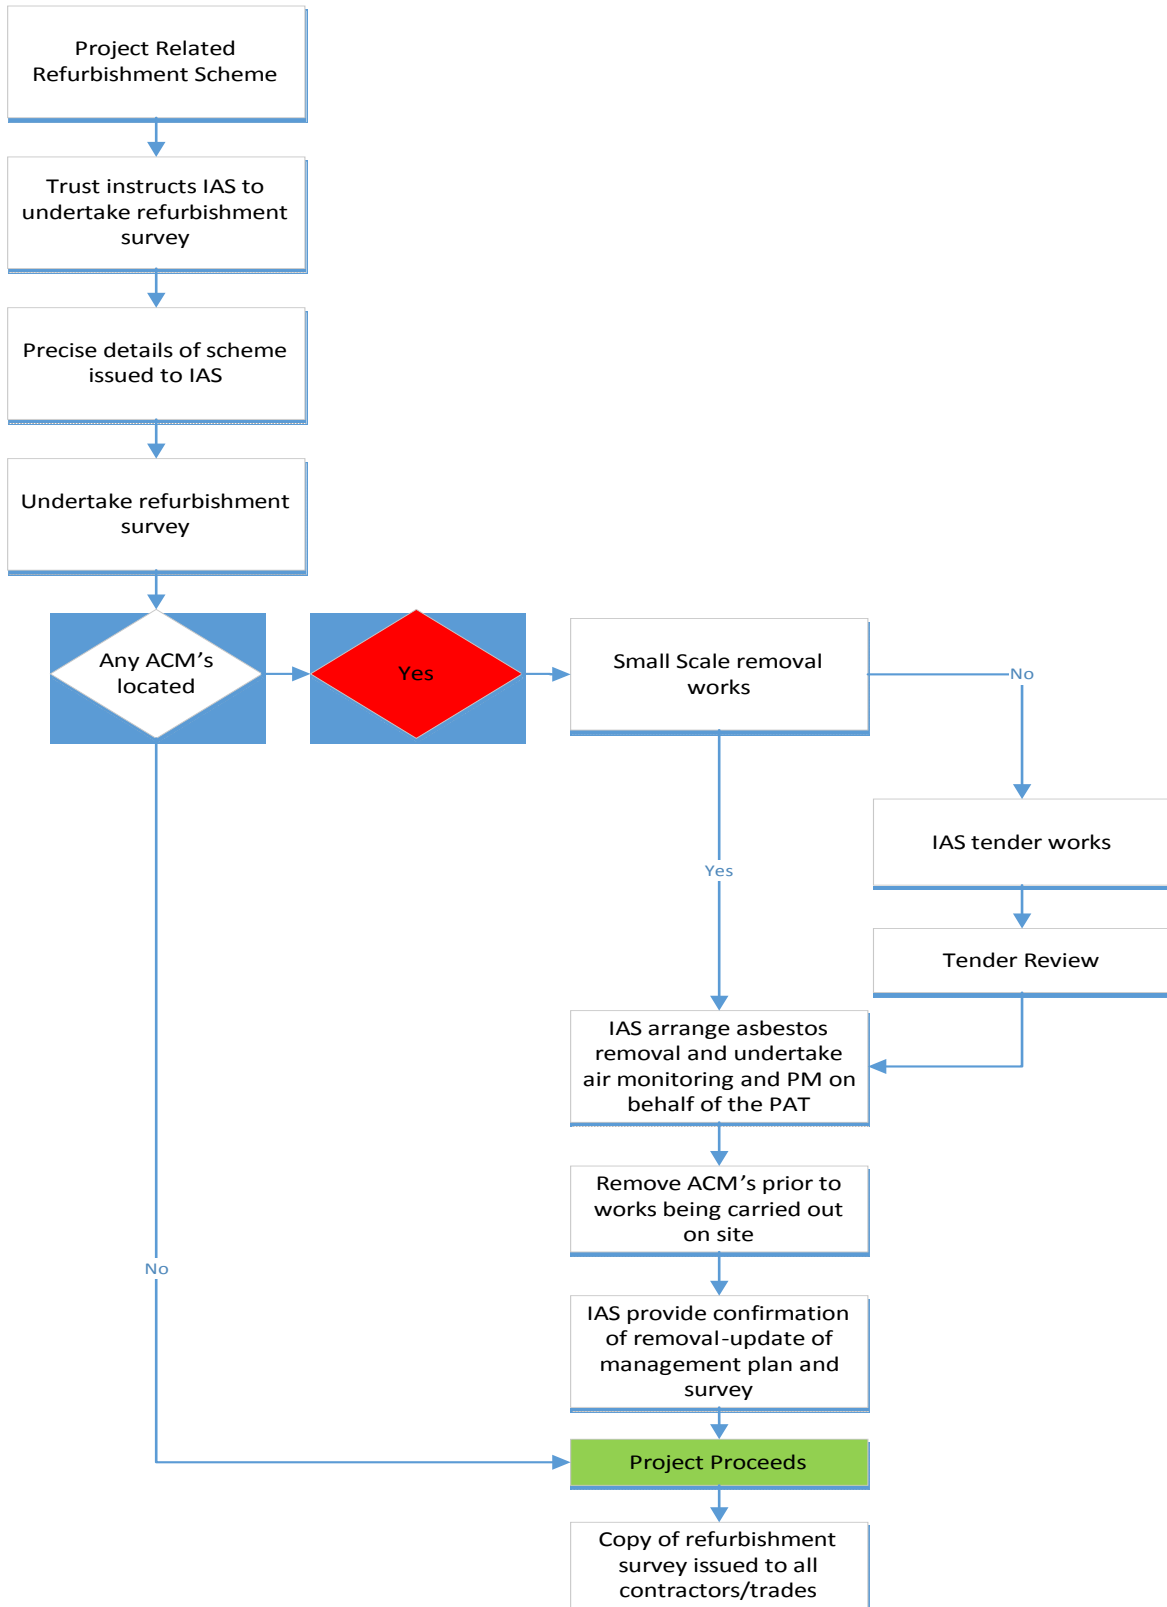 Project Related
Refurbishment Scheme
Trust instructs IAS to
undertake refurbishment
survey
Precise details of scheme
issued to IAS
Undertake refurbishment
survey
Any ACM’s
located
Yes
Small Scale removal
works
No
IAS tender works
Yes
Tender Review
IAS arrange asbestos
removal and undertake
air monitoring and PM on
behalf of the PAT
Remove ACM’s prior to
works being carried out
on site
No
IAS provide confirmation
of removal-update of
management plan and
survey
Project Proceeds
Copy of refurbishment
survey issued to all
contractors/trades